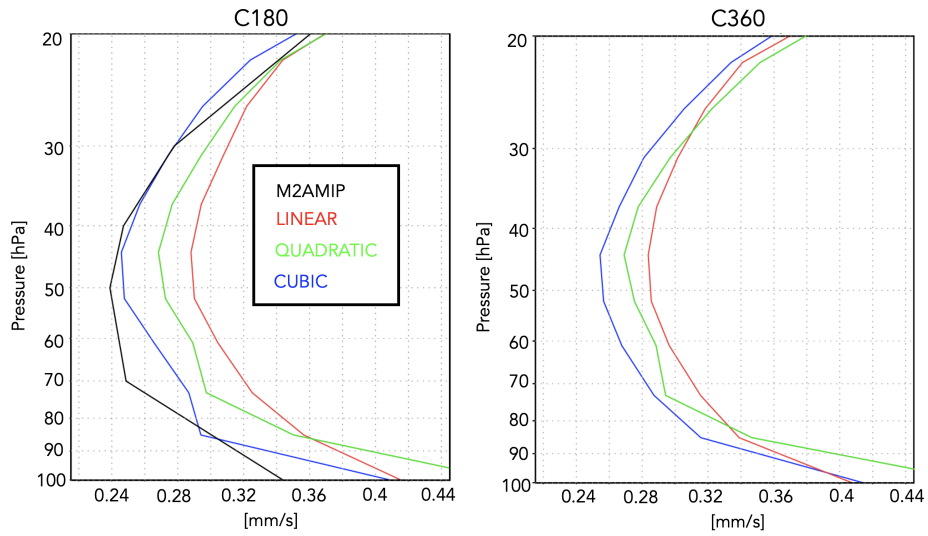 C180
20
30
40
50
60
70
80
90
100
Pressure [hPa]
M2AMIP
LINEAR
QUADRATIC
CUBIC
0.24 0.28 0.32 0.36 0.4 0.44
[mm/s]
C360
20
30
40
50
60
70
80
90
100
Pressure [hPa]
0.24 0.28 0.32 0.36 0.4 0.44
[mm/s]